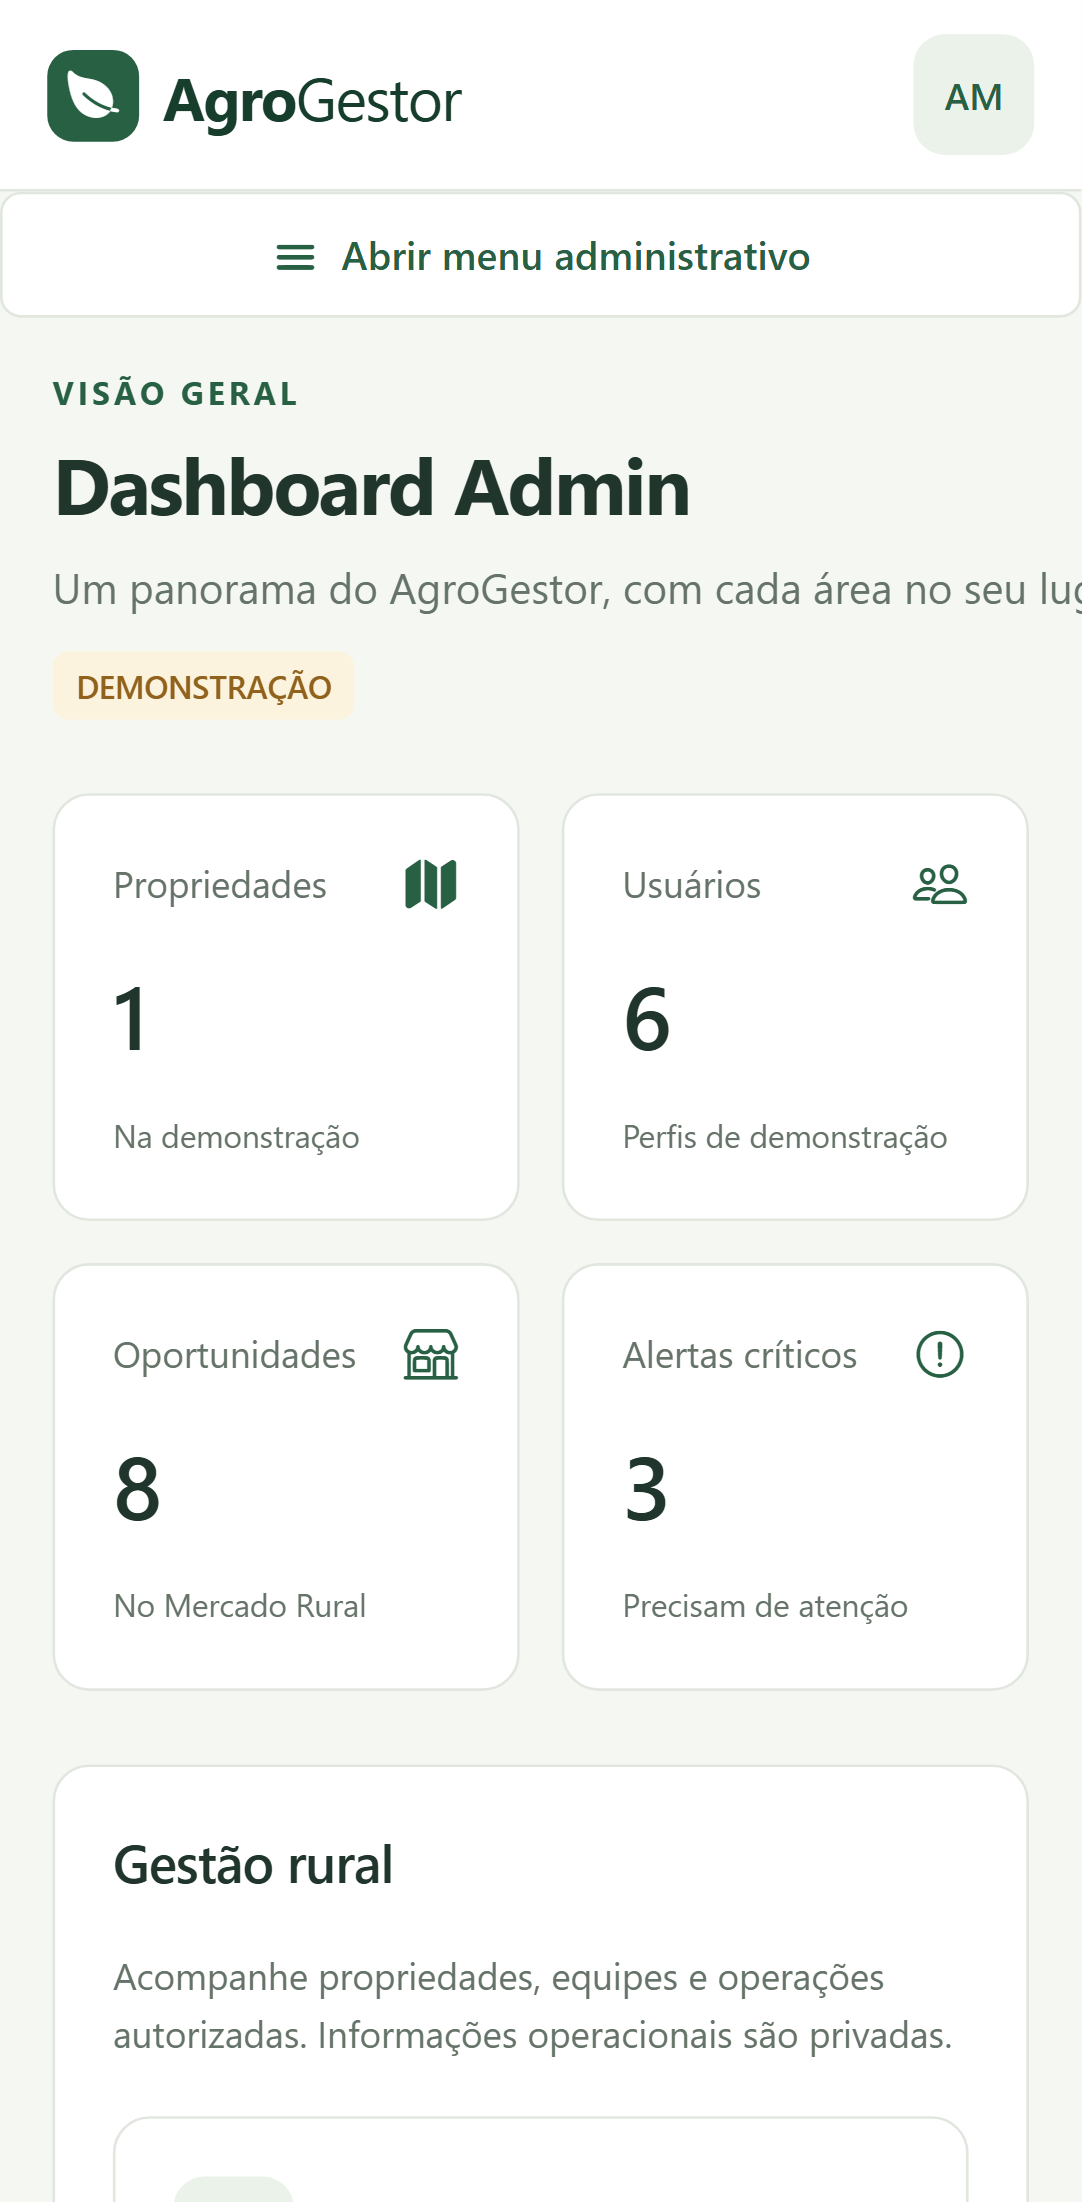 AgroGestor
AM
Abrir menu administrativo
VISÃO GERAL
Dashboard Admin
Um panorama do AgroGestor, com cada área no seu
DEMONSTRAÇÃO
Propriedades
1
Na demonstração
Usuários
6
Perfis de demonstração
Oportunidades
8
No Mercado Rural
Alertas críticos
3
Precisam de atenção
Gestão rural
Acompanhe propriedades, equipes e operações
autorizadas. Informações operacionais são privadas.